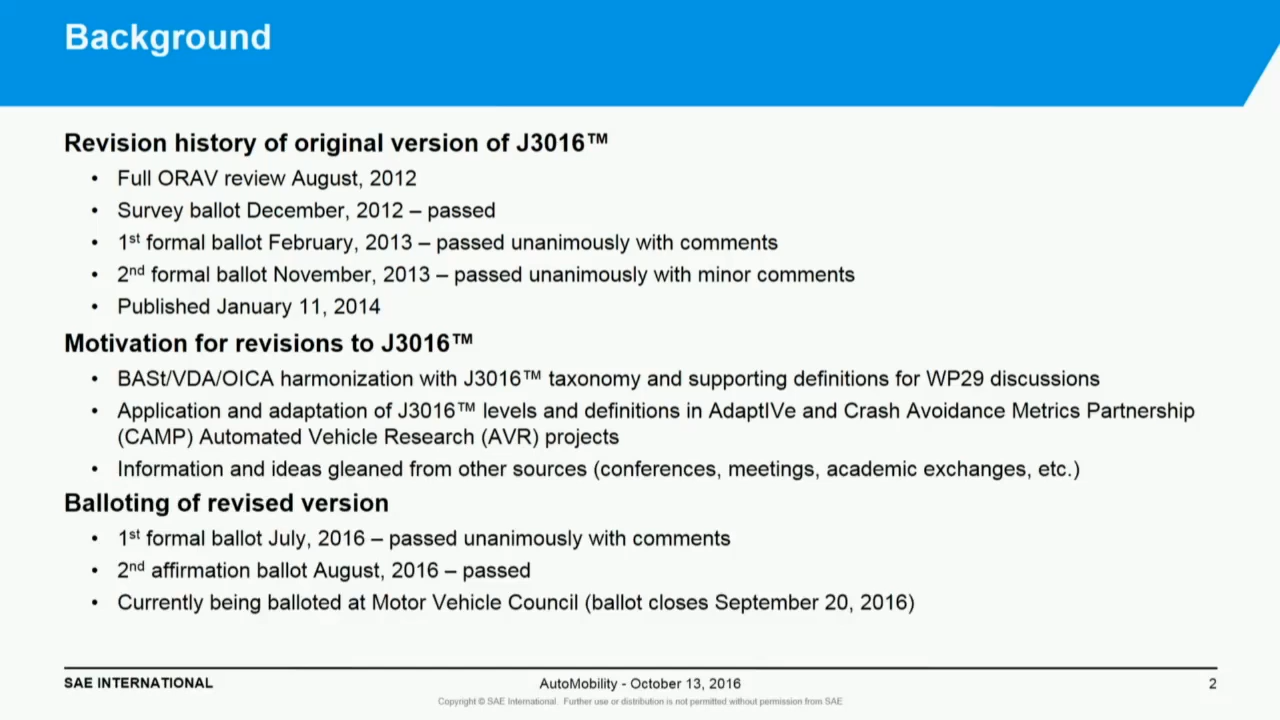 Background
Revision history of original version of J3016™
• Full ORAV review August, 2012
• Survey ballot December, 2012 – passed
• 1st formal ballot February, 2013 – passed unanimously with comments
• 2nd formal ballot November, 2013 – passed unanimously with minor comments
• Published January 11, 2014
Motivation for revisions to J3016™
• BASt/VDA/OICA harmonization with J3016™ taxonomy and supporting definitions for WP29 discussions
• Application and adaptation of J3016™ levels and definitions in AdaptIVe and Crash Avoidance Metrics Partnership
(CAMP) Automated Vehicle Research (AVR) projects
• Information and ideas gleaned from other sources (conferences, meetings, academic exchanges, etc.)
Balloting of revised version
• 1st formal ballot July, 2016 – passed unanimously with comments
• 2nd affirmation ballot August, 2016 – passed
• Currently being balloted at Motor Vehicle Council (ballot closes September 20, 2016)
SAE INTERNATIONAL AutoMobility - October 13, 2016 2
Copyright © SAE International. Further use or distribution is not permitted without permission from SAE